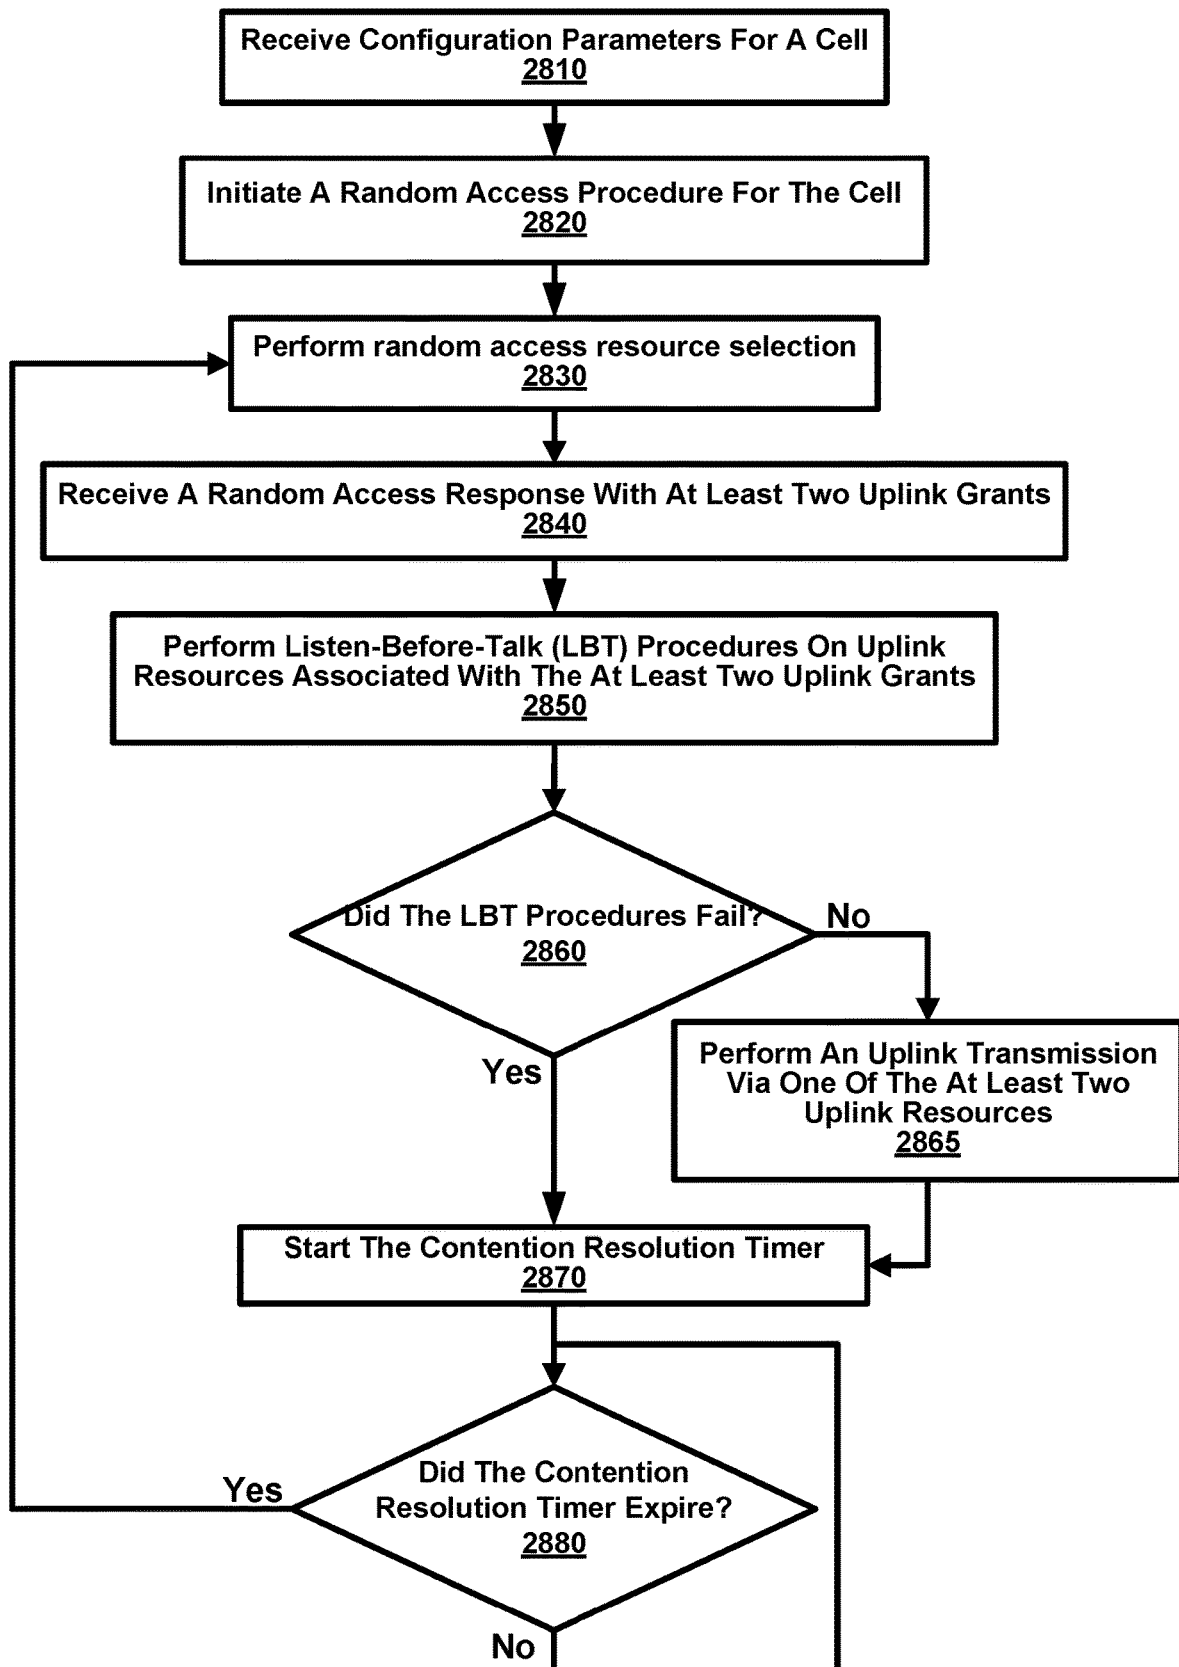 Receive Configuration Parameters For A Cell
2810
Initiate A Random Access Procedure For The Cell
2820
Perform random access resource selection
2830
Receive A Random Access Response With At Least Two Uplink Grants
2840
Perform Listen-Before-Talk (LBT) Procedures On Uplink
Resources Associated With The At Least Two Uplink Grants
2850
Did The LBT Procedures Fail?
2860
No
Yes
Perform An Uplink Transmission
Via One Of The At Least Two
Uplink Resources
2865
Start The Contention Resolution Timer
2870
Yes
Did The Contention
Resolution Timer Expire?
2880
No